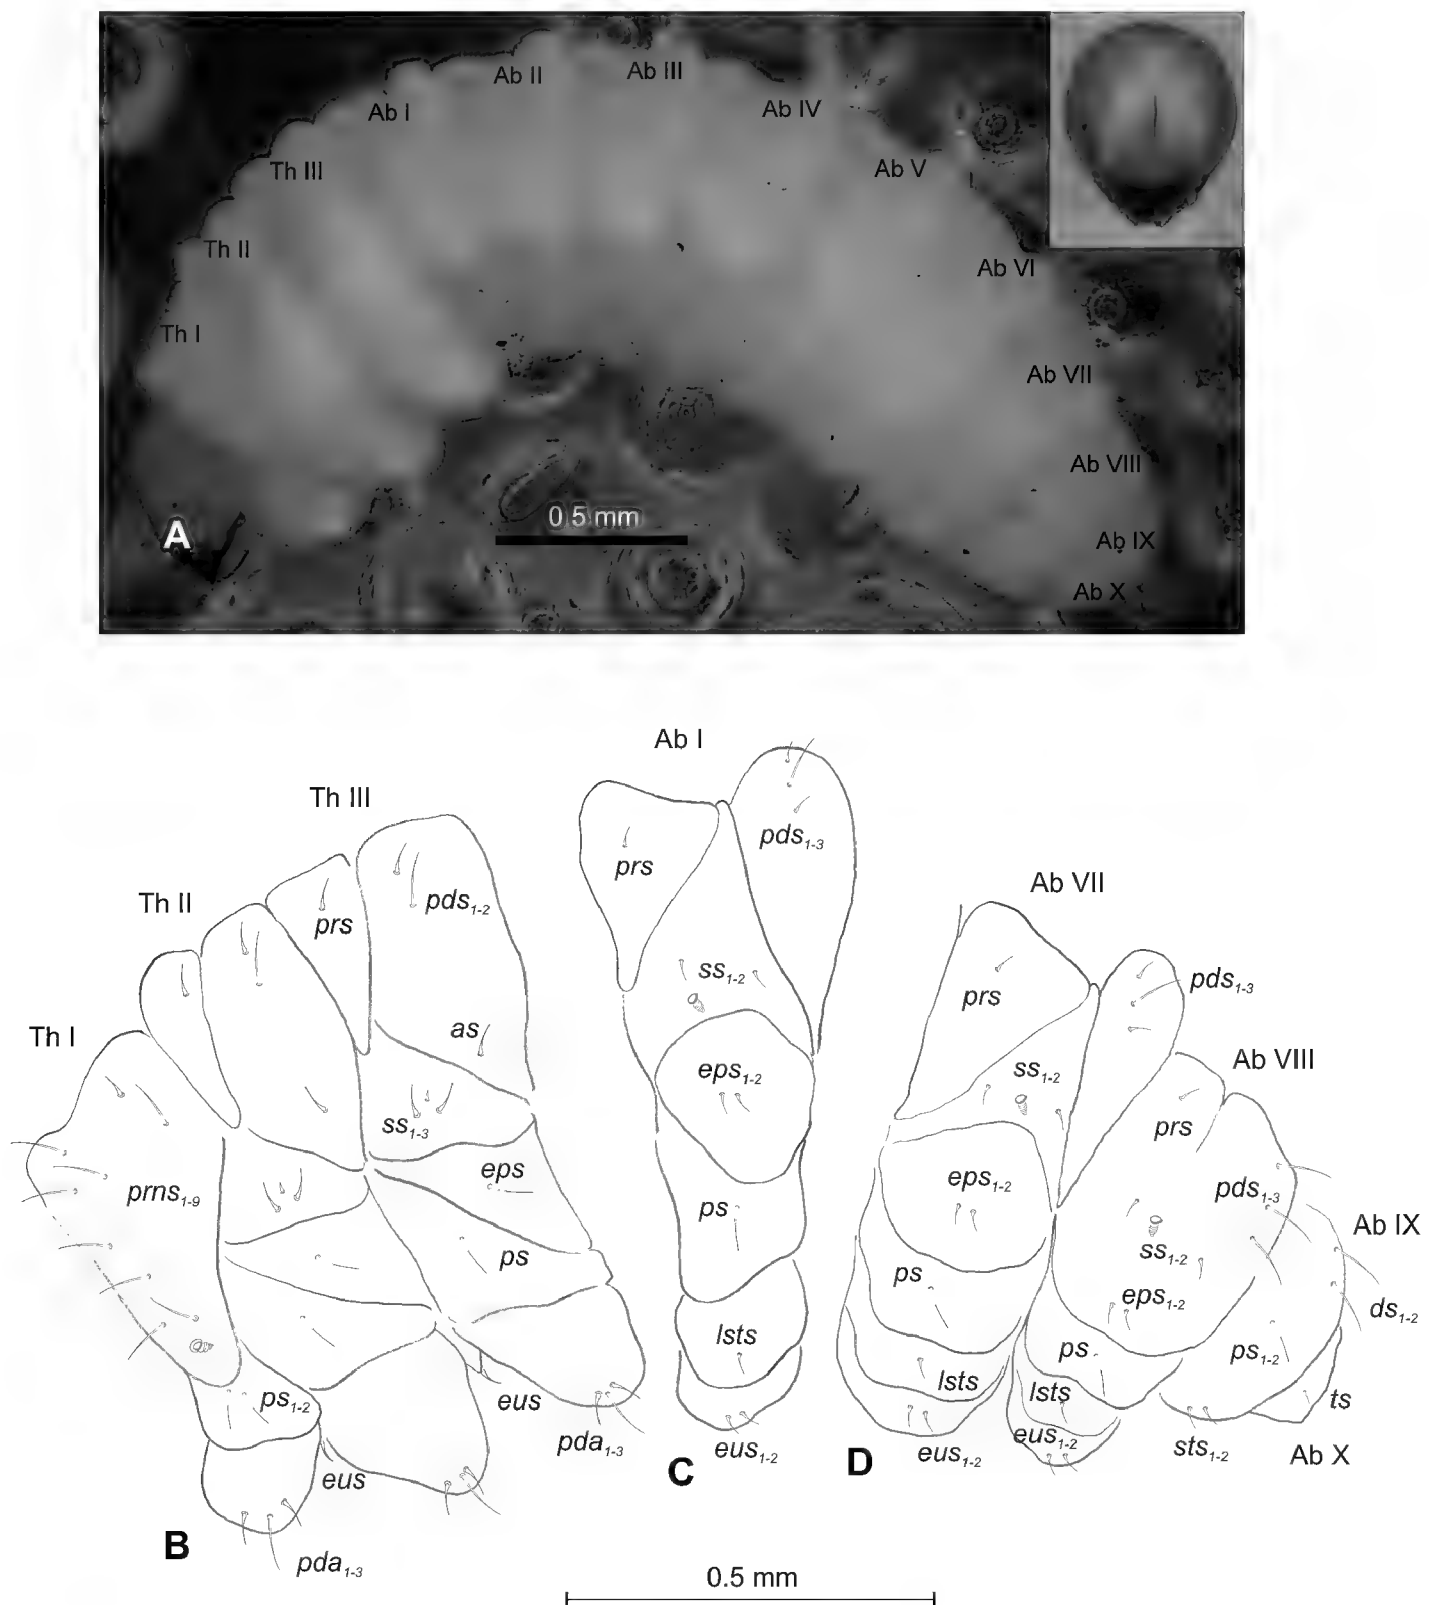 Ab II
Ab III
Ab I
Ab IV
Th III
Ab V
Th II
Ab VI
Th I
Ab VII
Ab VIII
A
0.5 mm
Ab IX
Ab X
Ab I
Th III
prs
pds1-3
Th II
prs
pds1-2
Ab VII
Th I
as
ss1-2
prs
pds1-3
ss1-3
eps1-2
ss1-2
Ab VIII
prs
prns1-9
eps
eps1-2
pds1-3
ps
ps
Ab IX
ss1-2
ps
eps1-2
ds1-2
lsts
ps
ps1-2
ps1-2
eus
lsts
lsts
ts
pda1-3
eus1-2
eus1-2
eus1-2
sts1-2
Ab X
eus
C
D
B
pda1-3
0.5 mm